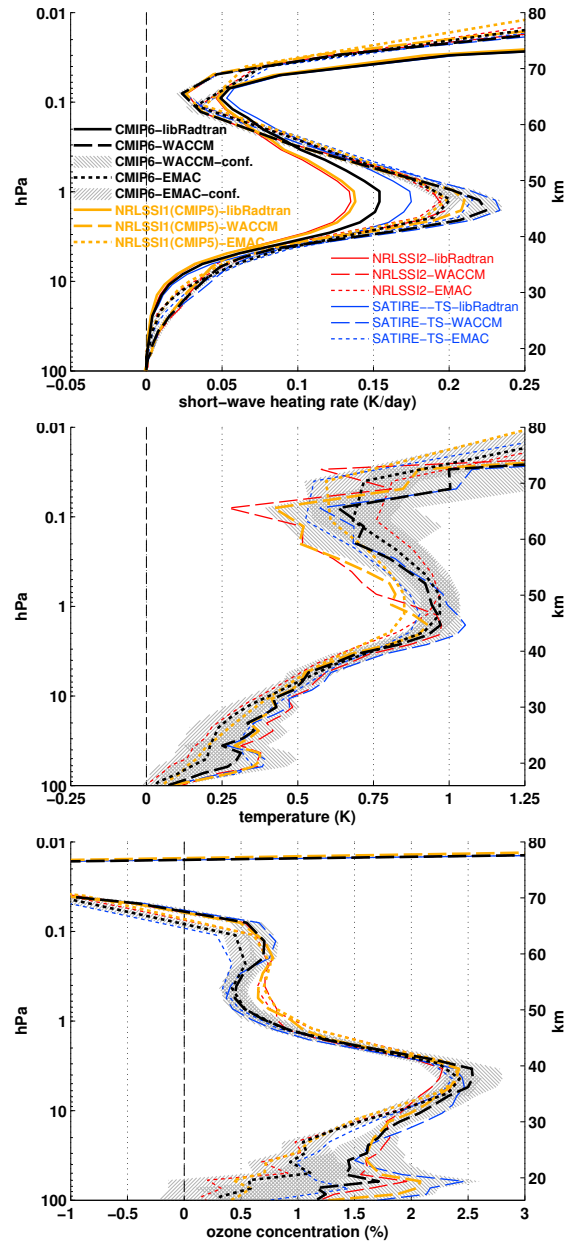 0.01
0.1
1
10
100
hPa
80
70
60
50
40
30
20
km
CMIP6−libRadtran
CMIP6−WACCM
CMIP6−WACCM−conf.
CMIP6−EMAC
CMIP6−EMAC−conf.
NRLSSI1(CMIP5)−libRadtran
NRLSSI1(CMIP5)−WACCM
NRLSSI1(CMIP5)−EMAC
NRLSSI2−libRadtran
NRLSSI2−WACCM
NRLSSI2−EMAC
SATIRE−−TS−libRadtran
SATIRE−TS−WACCM
SATIRE−TS−EMAC
−0.05 0 0.05 0.1 0.15 0.2 0.25
short−wave heating rate (K/day)
0.01
0.1
1
10
100
hPa
80
70
60
50
40
30
20
km
−0.25 0 0.25 0.5 0.75 1 1.25
temperature (K)
0.01
0.1
1
10
100
hPa
80
70
60
50
40
30
20
km
−1 −0.5 0 0.5 1 1.5 2 2.5 3
ozone concentration (%)